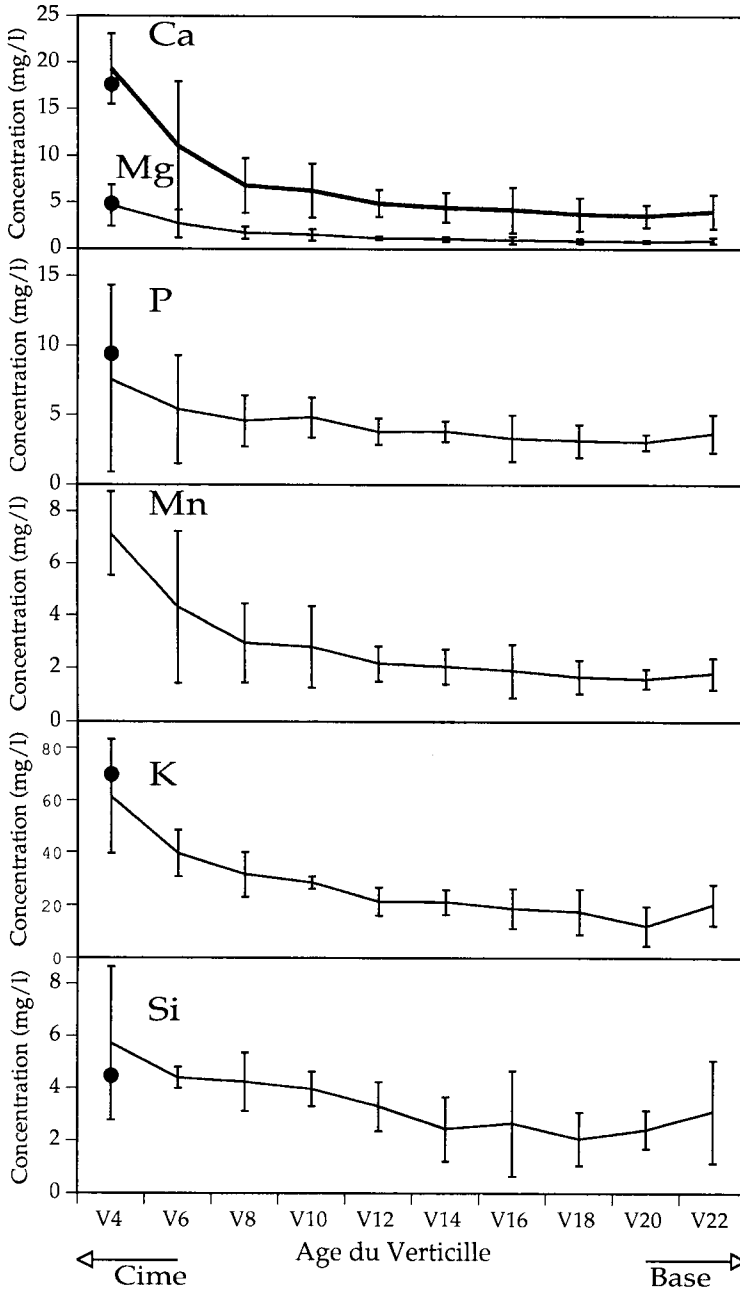 Concentration (mg/l)
25
20
15
10
5
0
Ca
Mg
Concentration (mg/l)
15
10
5
0
P
Concentration (mg/l)
8
6
4
2
0
Mn
Concentration (mg/l)
80
60
40
20
0
K
Concentration (mg/l)
8
6
4
2
0
Si
V4 V6 V8 V10 V12 V14 V16 V18 V20 V22
Age du Verticille
Cime
Base